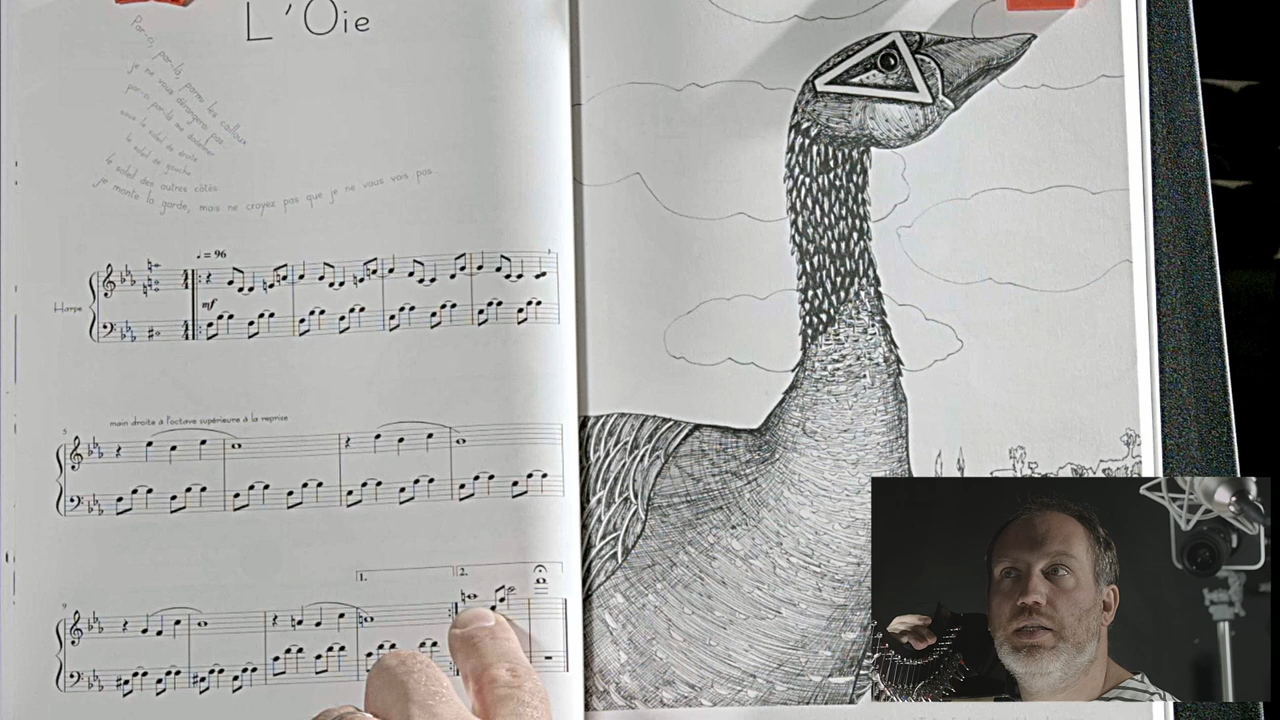 L'Oie
Par-ci, par-là, parmi les cailloux
je ne vous dérangerai pas
par-ci, par-là me dandiner
sous le soleil de droite
le soleil de gauche
le soleil des autres côtés
je monte la garde, mais ne croyez pas que je ne vous vois pas.
♩ = 96
Harpe
mf
5
main droite à l'octave supérieure à la reprise
9
1.
2.